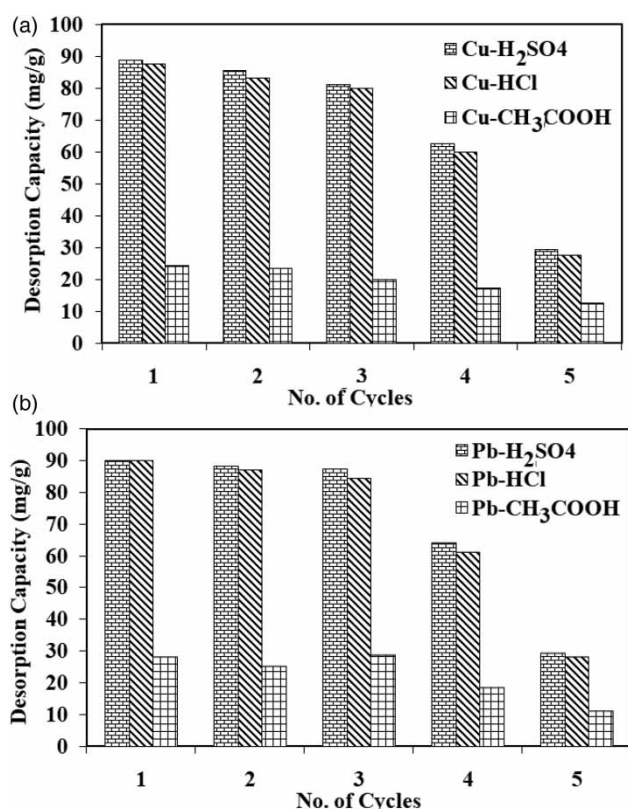 (a)
100
90
80
70
60
50
40
30
20
10
0
Desorption Capacity (mg/g)
Cu-H2SO4
Cu-HCl
Cu-CH3COOH
1 2 3 4 5
No. of Cycles
(b)
100
90
80
70
60
50
40
30
20
10
0
Desorption Capacity (mg/g)
Pb-H2SO4
Pb-HCl
Pb-CH3COOH
1 2 3 4 5
No. of Cycles